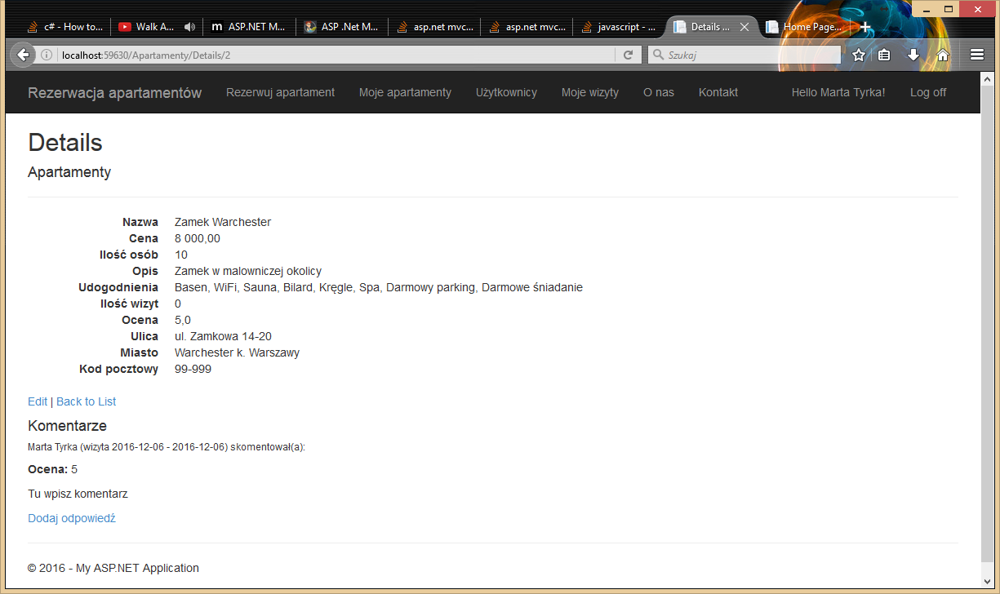 c# - How to...
Walk A...
ASP.NET M...
ASP .Net M...
asp.net mvc...
asp.net mvc...
javascript - ...
Details ...
Home Page...
localhost:59630/Apartamenty/Details/2
Szukaj
Rezerwacja apartamentów Rezerwuj apartament Moje apartamenty Użytkownicy Moje wizyty O nas Kontakt Hello Marta Tyrka! Log off
Details
Apartamenty
Nazwa Zamek Warchester
Cena 8 000,00
Ilość osób 10
Opis Zamek w malowniczej okolicy
Udogodnienia Basen, WiFi, Sauna, Bilard, Kręgle, Spa, Darmowy parking, Darmowe śniadanie
Ilość wizyt 0
Ocena 5,0
Ulica ul. Zamkowa 14-20
Miasto Warchester k. Warszawy
Kod pocztowy 99-999
Edit | Back to List
Komentarze
Marta Tyrka (wizyta 2016-12-06 - 2016-12-06) skomentował(a):
Ocena: 5
Tu wpisz komentarz
Dodaj odpowiedź
© 2016 - My ASP.NET Application